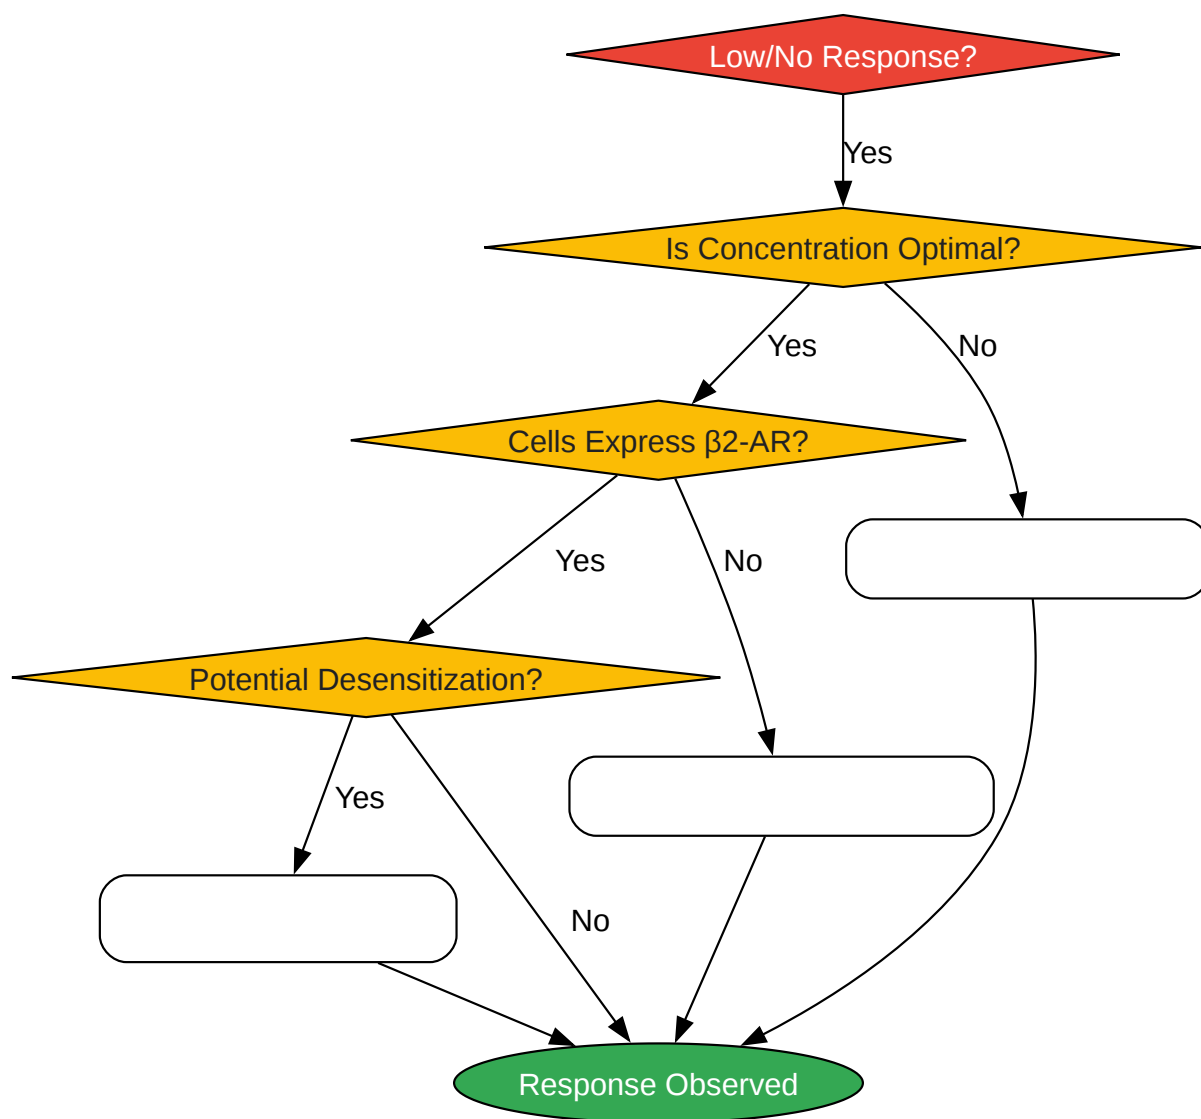 Low/No Response?
Yes
Is Concentration Optimal?
Yes
No
Cells Express β2-AR?
Yes
No
Potential Desensitization?
Yes
No
Response Observed